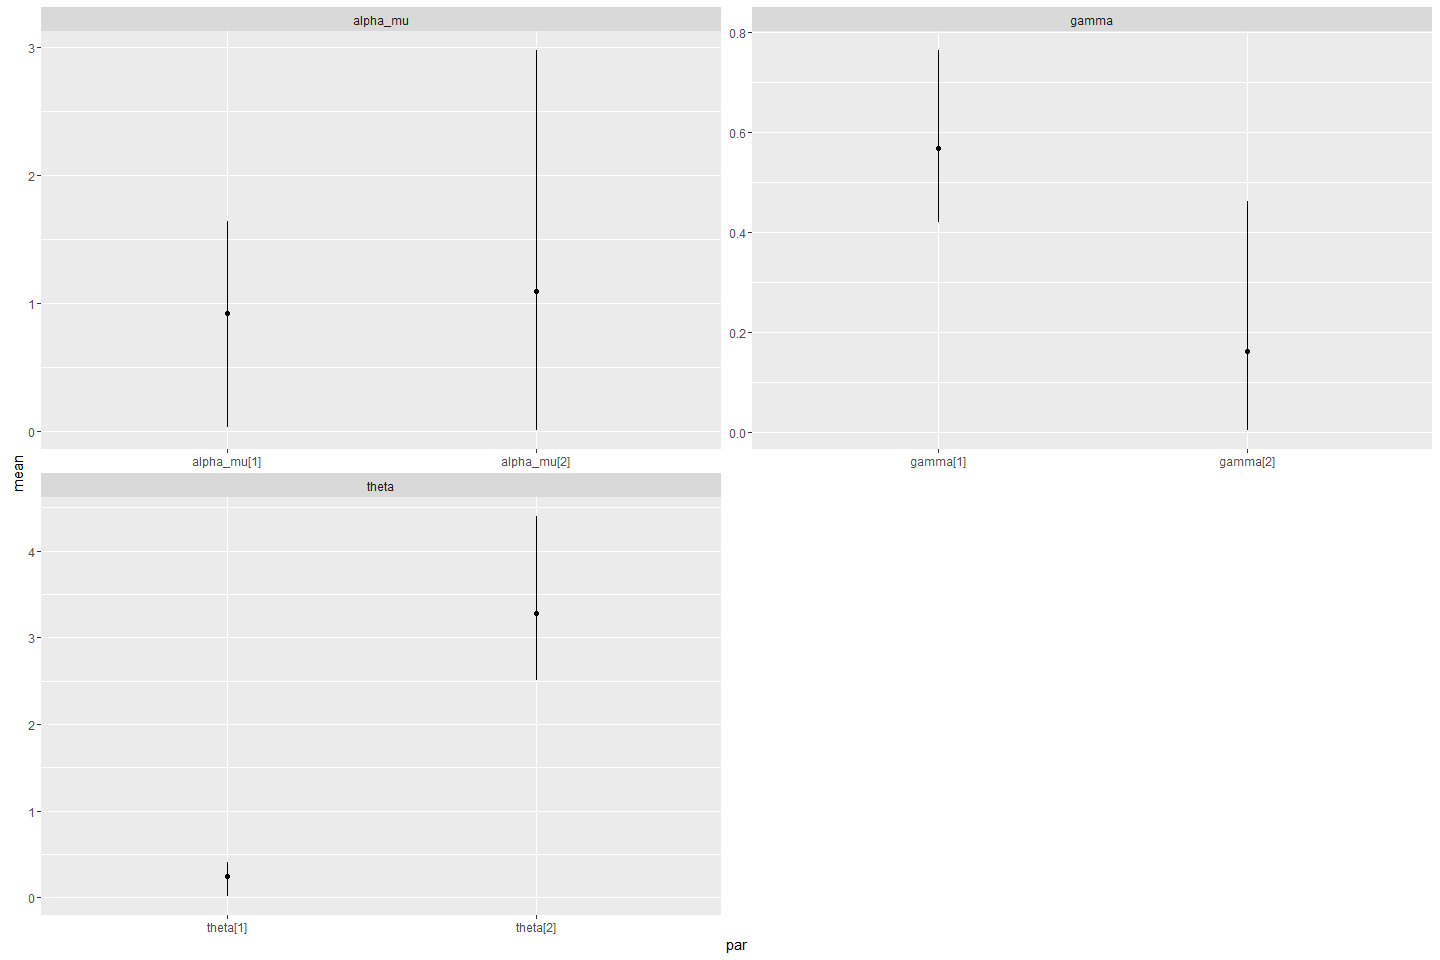 alpha_mu
gamma
3
2
1
0
alpha_mu[1] alpha_mu[2]
0.8
0.6
0.4
0.2
0.0
gamma[1] gamma[2]
mean
theta
4
3
2
1
0
theta[1] theta[2]
par